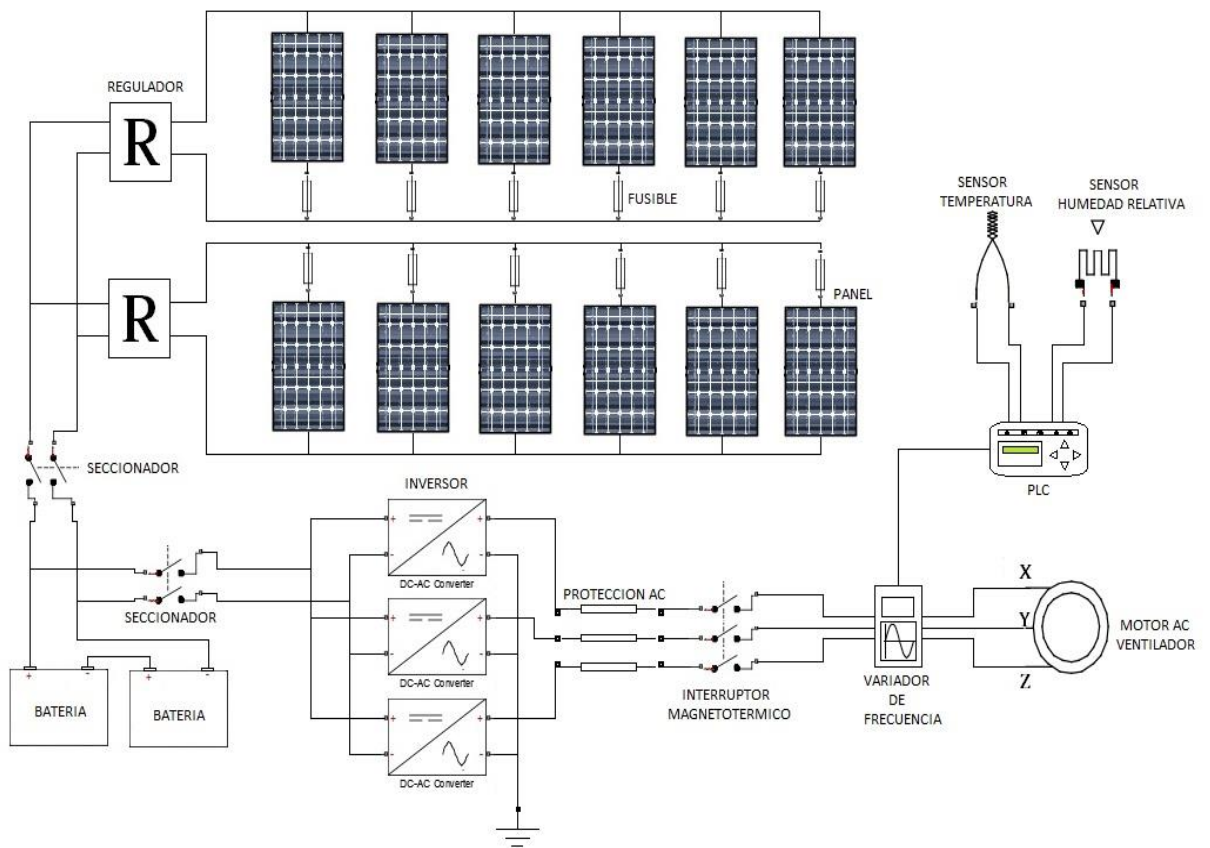 REGULADOR
R
FUSIBLE
SENSOR
TEMPERATURA
SENSOR
HUMEDAD RELATIVA
R
PANEL
SECCIONADOR
PLC
INVERSOR
+
-
+
-
DC-AC Converter
SECCIONADOR
PROTECCION AC
+
-
+
-
DC-AC Converter
INTERRUPTOR
MAGNETOTERMICO
VARIADOR
DE
FRECUENCIA
X
Y
Z
MOTOR AC
VENTILADOR
+
-
BATERIA
+
-
BATERIA
+
-
+
-
DC-AC Converter